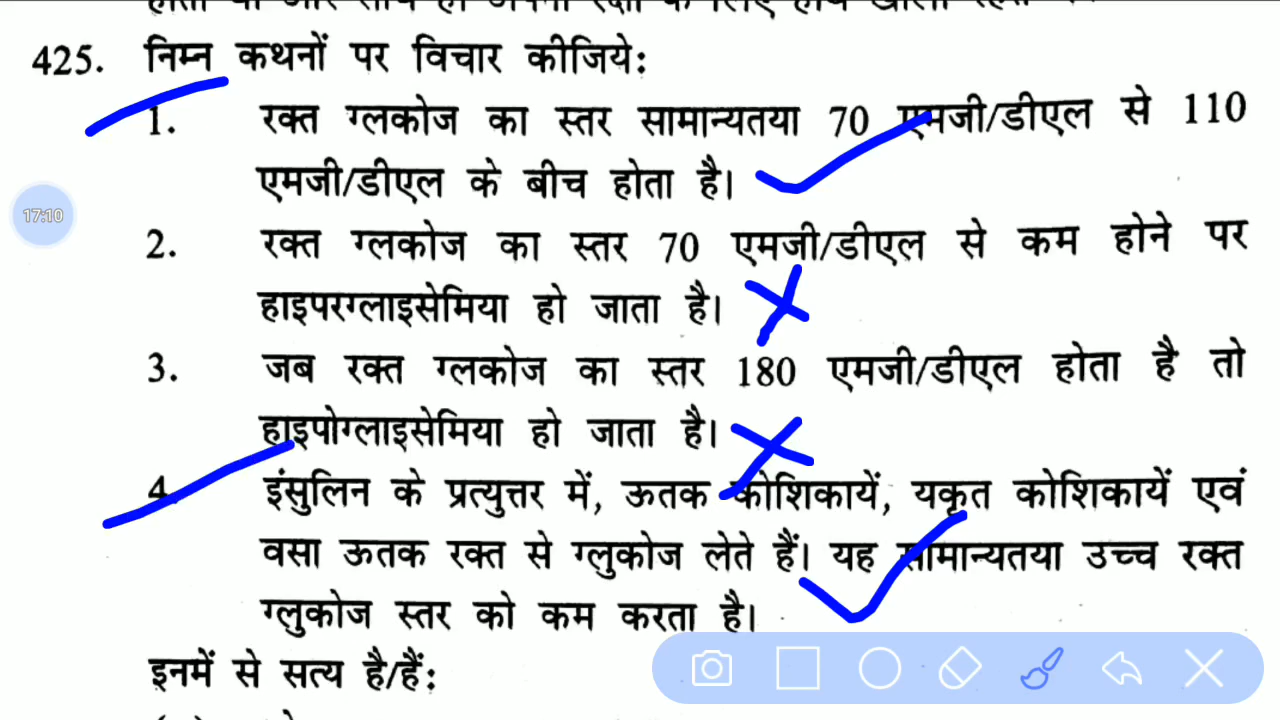 425. निम्न कथनों पर विचार कीजिये:
1. रक्त ग्लकोज का स्तर सामान्यतया 70 एमजी/डीएल से 110
एमजी/डीएल के बीच होता है।
17:10
2. रक्त ग्लकोज का स्तर 70 एमजी/डीएल से कम होने पर
हाइपरग्लाइसेमिया हो जाता है।
3. जब रक्त ग्लकोज का स्तर 180 एमजी/डीएल होता है तो
हाइपोग्लाइसेमिया हो जाता है।
4. इंसुलिन के प्रत्युत्तर में, ऊतक कोशिकायें, यकृत कोशिकायें एवं
वसा ऊतक रक्त से ग्लुकोज लेते हैं। यह सामान्यतया उच्च रक्त
ग्लुकोज स्तर को कम करता है।
इनमें से सत्य है/हैं: